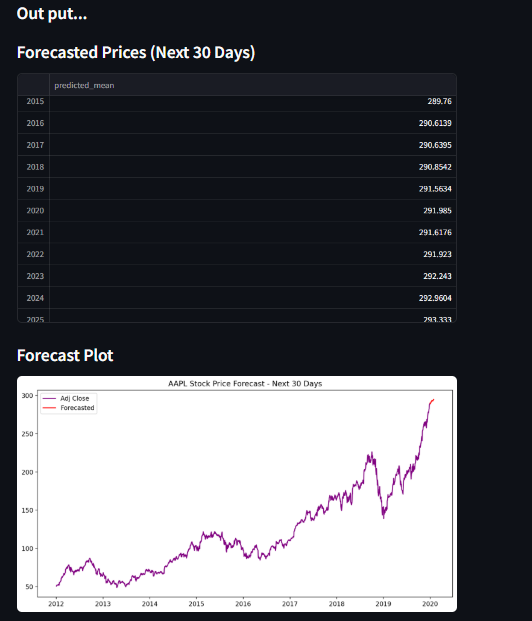 Out put...
Forecasted Prices (Next 30 Days)
predicted_mean
2015 289.76
2016 290.6139
2017 290.6395
2018 290.8542
2019 291.5634
2020 291.985
2021 291.6176
2022 291.923
2023 292.243
2024 292.9604
2025 293.333
Forecast Plot
AAPL Stock Price Forecast - Next 30 Days
Adj Close
Forecasted
300
250
200
150
100
50
2012 2013 2014 2015 2016 2017 2018 2019 2020